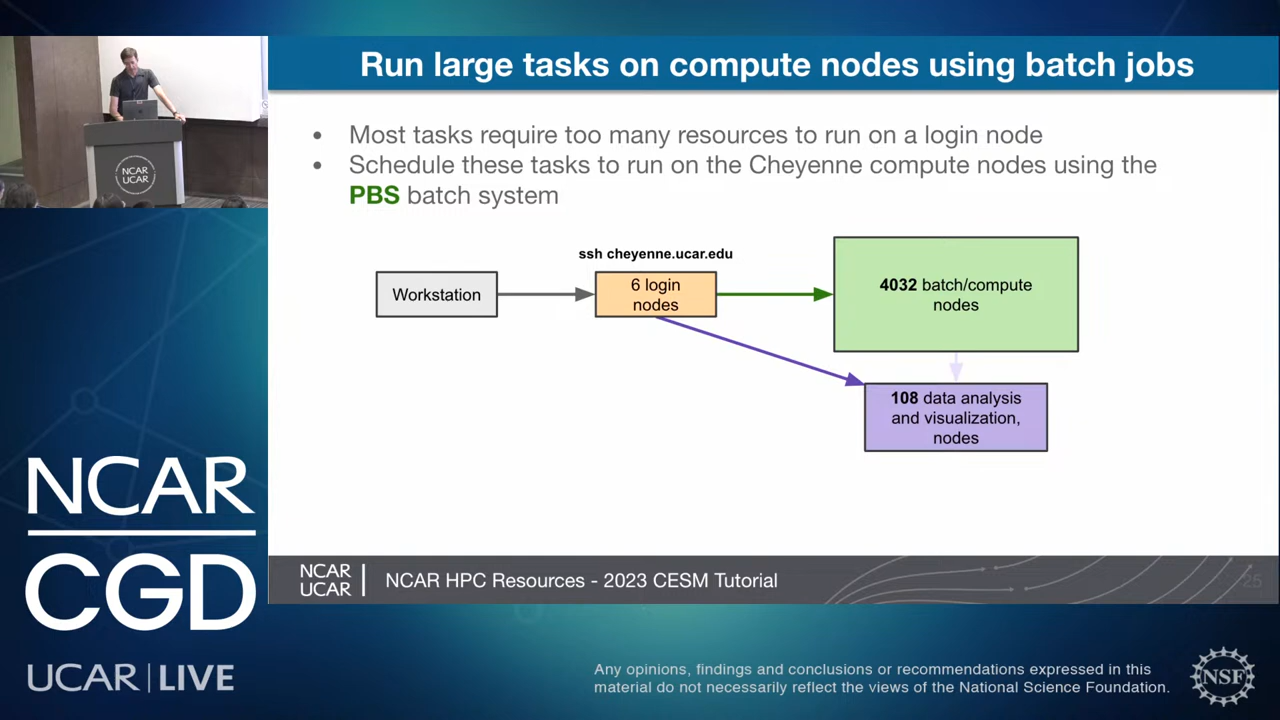 Run large tasks on compute nodes using batch jobs
NCAR
UCAR
• Most tasks require too many resources to run on a login node
• Schedule these tasks to run on the Cheyenne compute nodes using the
PBS batch system
ssh cheyenne.ucar.edu
Workstation
6 login
nodes
4032 batch/compute
nodes
108 data analysis
and visualization,
nodes
NCAR
CGD
UCAR | LIVE
NCAR
UCAR
NCAR HPC Resources - 2023 CESM Tutorial
25
Any opinions, findings and conclusions or recommendations expressed in this
material do not necessarily reflect the views of the National Science Foundation.
NSF